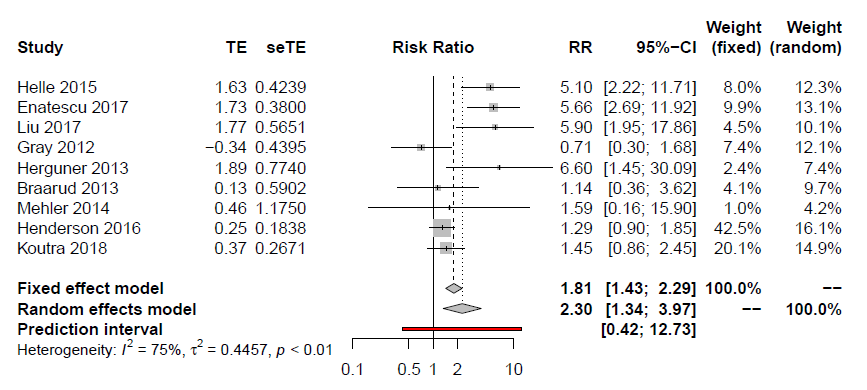 Weight Weight
Study TE seTE Risk Ratio RR 95%−CI (fixed) (random)
Helle 2015 1.63 0.4239 5.10 [2.22; 11.71] 8.0% 12.3%
Enatescu 2017 1.73 0.3800 5.66 [2.69; 11.92] 9.9% 13.1%
Liu 2017 1.77 0.5651 5.90 [1.95; 17.86] 4.5% 10.1%
Gray 2012 −0.34 0.4395 0.71 [0.30; 1.68] 7.4% 12.1%
Herguner 2013 1.89 0.7740 6.60 [1.45; 30.09] 2.4% 7.4%
Braarud 2013 0.13 0.5902 1.14 [0.36; 3.62] 4.1% 9.7%
Mehler 2014 0.46 1.1750 1.59 [0.16; 15.90] 1.0% 4.2%
Henderson 2016 0.25 0.1838 1.29 [0.90; 1.85] 42.5% 16.1%
Koutra 2018 0.37 0.2671 1.45 [0.86; 2.45] 20.1% 14.9%
Fixed effect model 1.81 [1.43; 2.29] 100.0% −−
Random effects model 2.30 [1.34; 3.97] −− 100.0%
Prediction interval [0.42; 12.73]
Heterogeneity: I² = 75%, τ² = 0.4457, p < 0.01
0.1 0.5 1 2 10